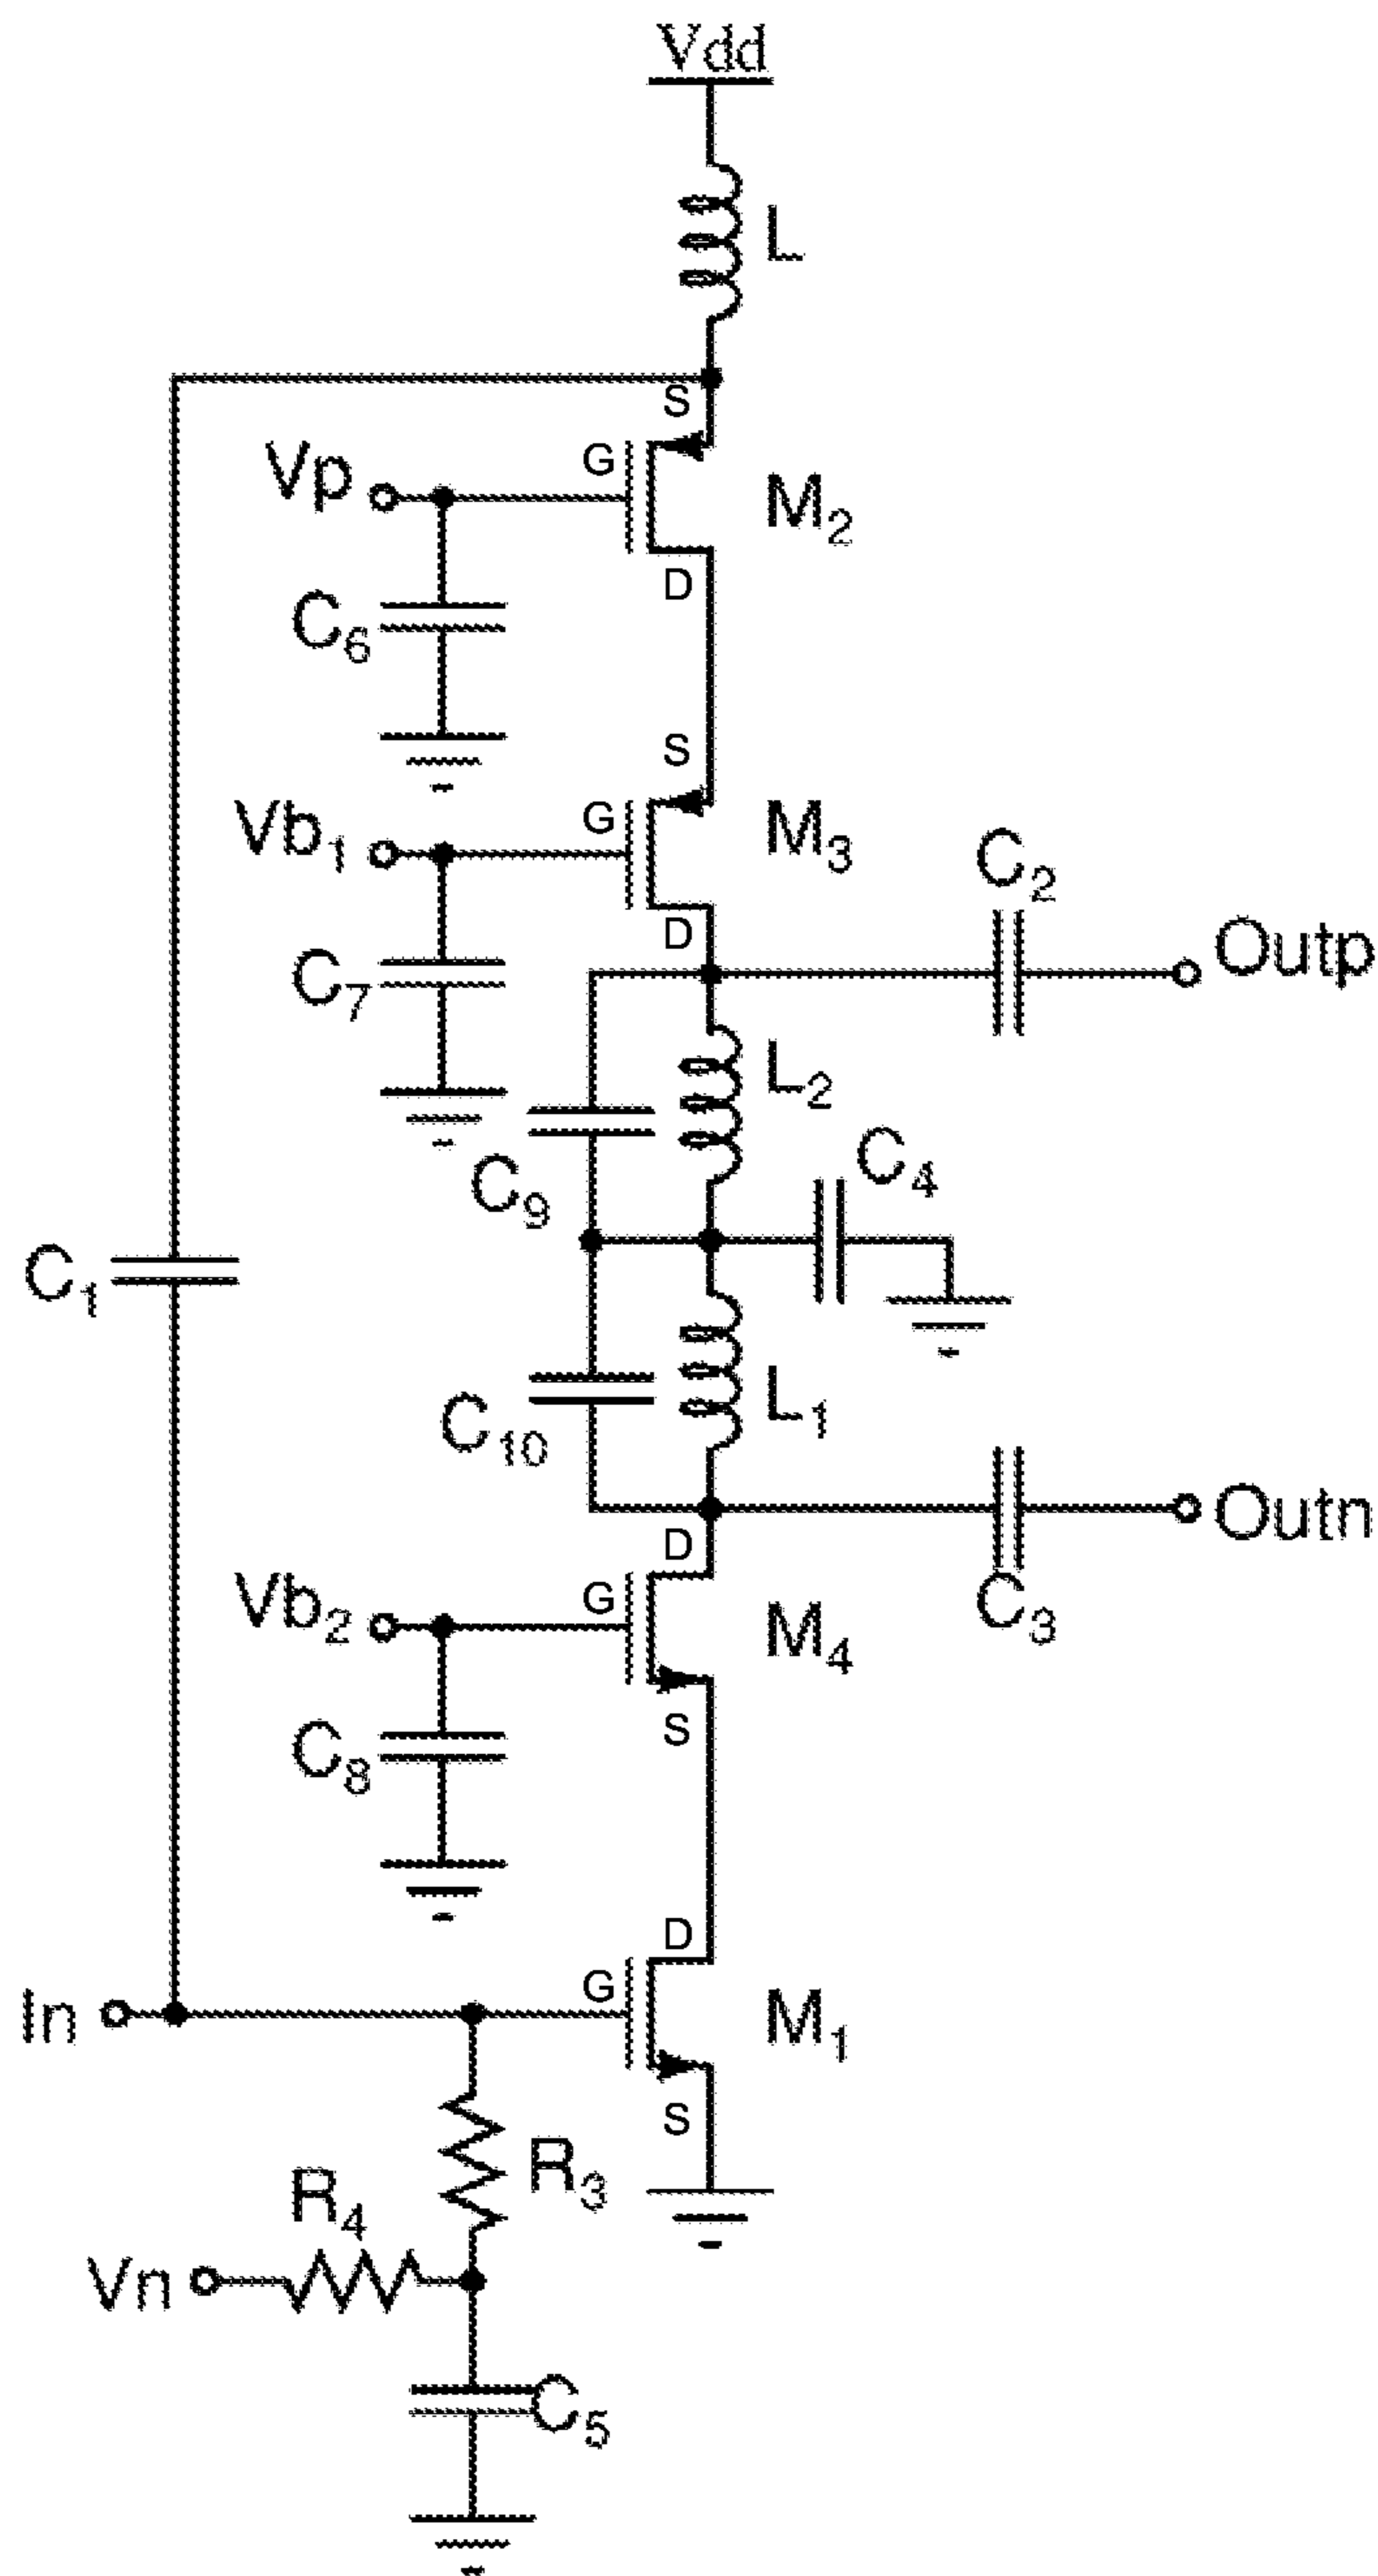 Vdd
L
S
G
Vp
M2
D
C6
S
G
Vb1
M3
C2
D
Outp
C7
L2
C4
C9
C1
L1
C10
Outn
D
G
Vb2
M4
C3
S
C8
D
G
In
M1
S
R3
R4
Vn
C5